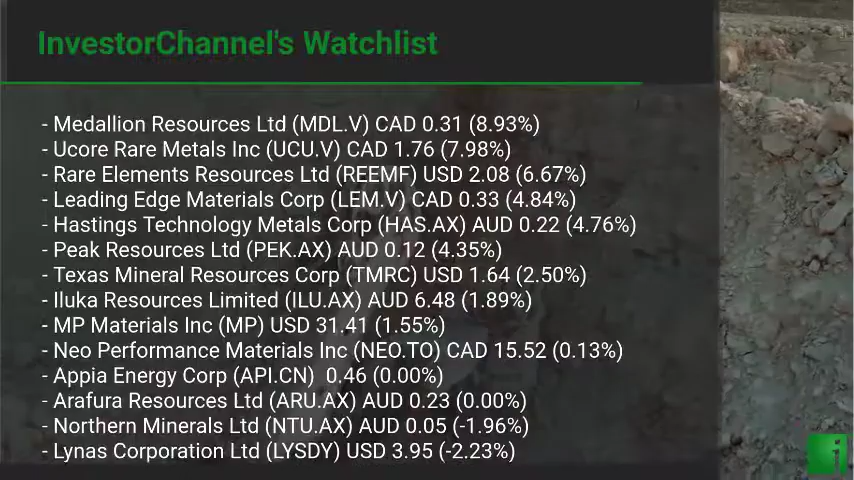 InvestorChannel's Watchlist
- Medallion Resources Ltd (MDL.V) CAD 0.31 (8.93%)
- Ucore Rare Metals Inc (UCU.V) CAD 1.76 (7.98%)
- Rare Elements Resources Ltd (REEMF) USD 2.08 (6.67%)
- Leading Edge Materials Corp (LEM.V) CAD 0.33 (4.84%)
- Hastings Technology Metals Corp (HAS.AX) AUD 0.22 (4.76%)
- Peak Resources Ltd (PEK.AX) AUD 0.12 (4.35%)
- Texas Mineral Resources Corp (TMRC) USD 1.64 (2.50%)
- Iluka Resources Limited (ILU.AX) AUD 6.48 (1.89%)
- MP Materials Inc (MP) USD 31.41 (1.55%)
- Neo Performance Materials Inc (NEO.TO) CAD 15.52 (0.13%)
- Appia Energy Corp (API.CN)  0.46 (0.00%)
- Arafura Resources Ltd (ARU.AX) AUD 0.23 (0.00%)
- Northern Minerals Ltd (NTU.AX) AUD 0.05 (-1.96%)
- Lynas Corporation Ltd (LYSDY) USD 3.95 (-2.23%)
i